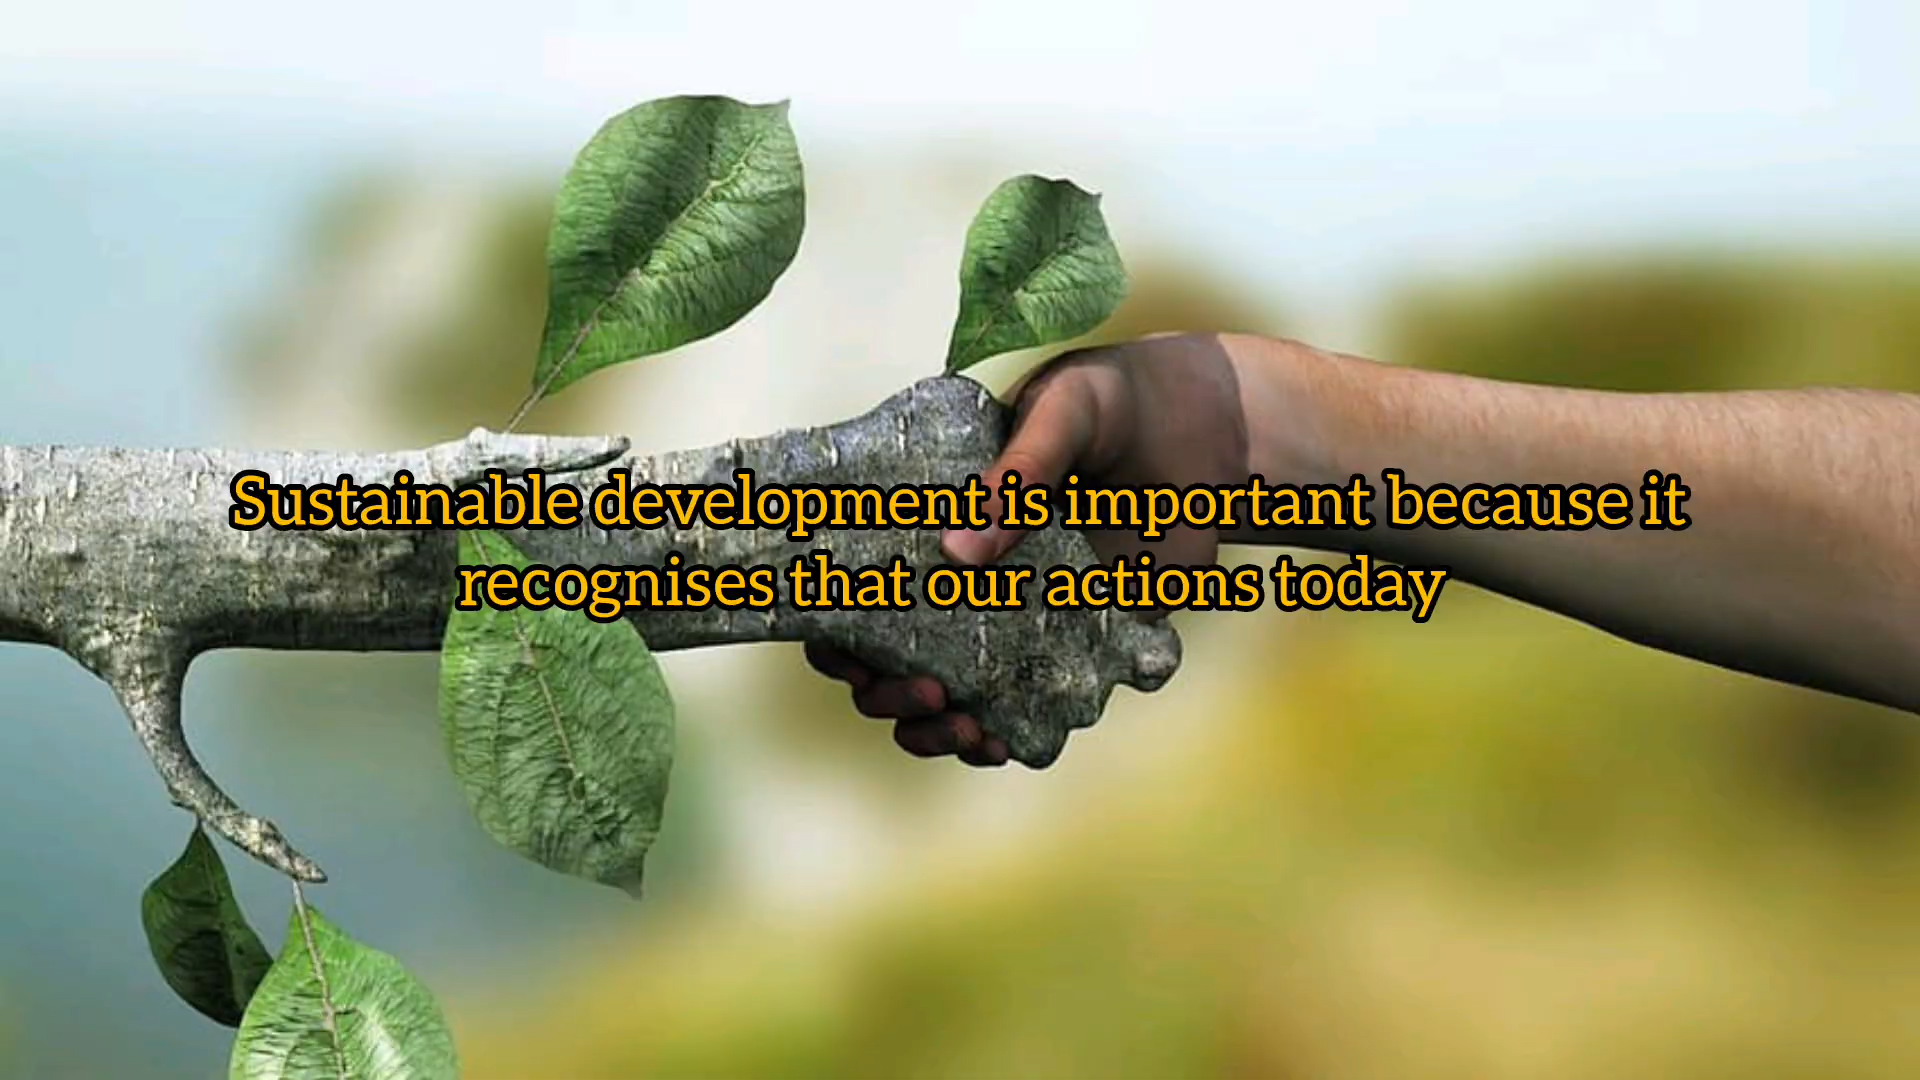 Sustainable development is important because it
recognises that our actions today